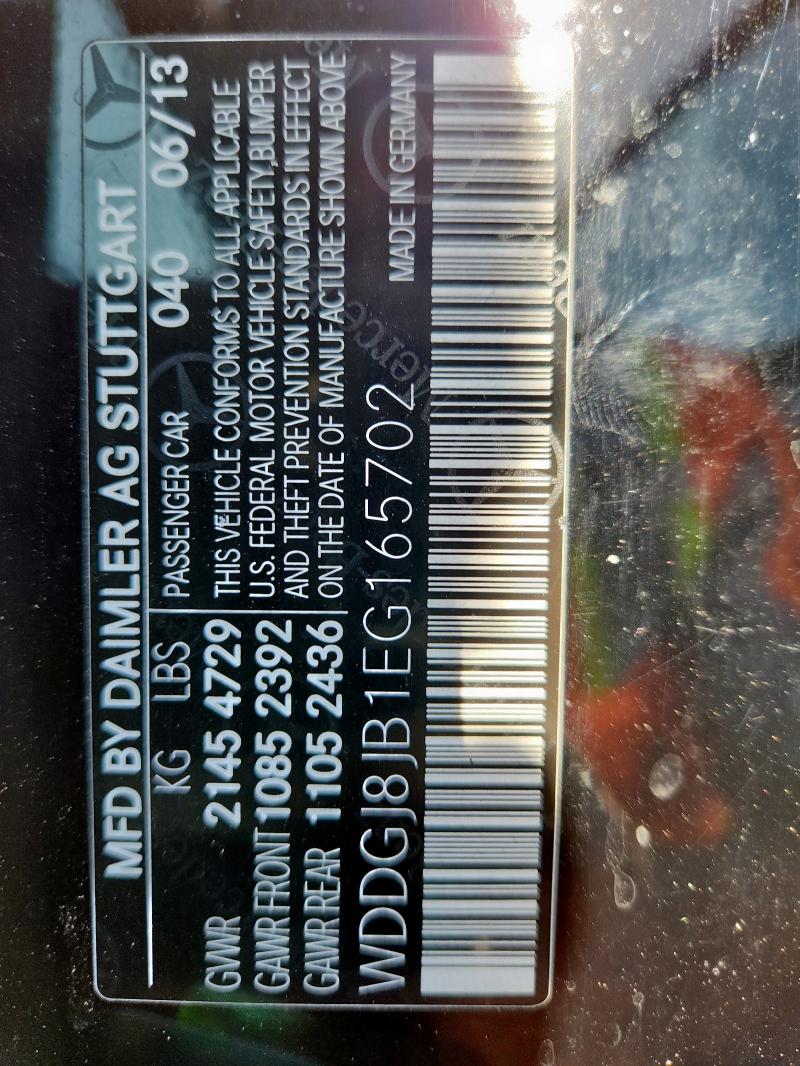 MFD BY DAIMLER AG STUTTGART
KG LBS PASSENGER CAR 040 06/13
GVWR 2145 4729
GAWR FRONT 1085 2392
GAWR REAR 1105 2436
THIS VEHICLE CONFORMS TO ALL APPLICABLE
U.S. FEDERAL MOTOR VEHICLE SAFETY,BUMPER
AND THEFT PREVENTION STANDARDS IN EFFECT
ON THE DATE OF MANUFACTURE SHOWN ABOVE
WDDGJ8JB1EG165702 MADE IN GERMANY